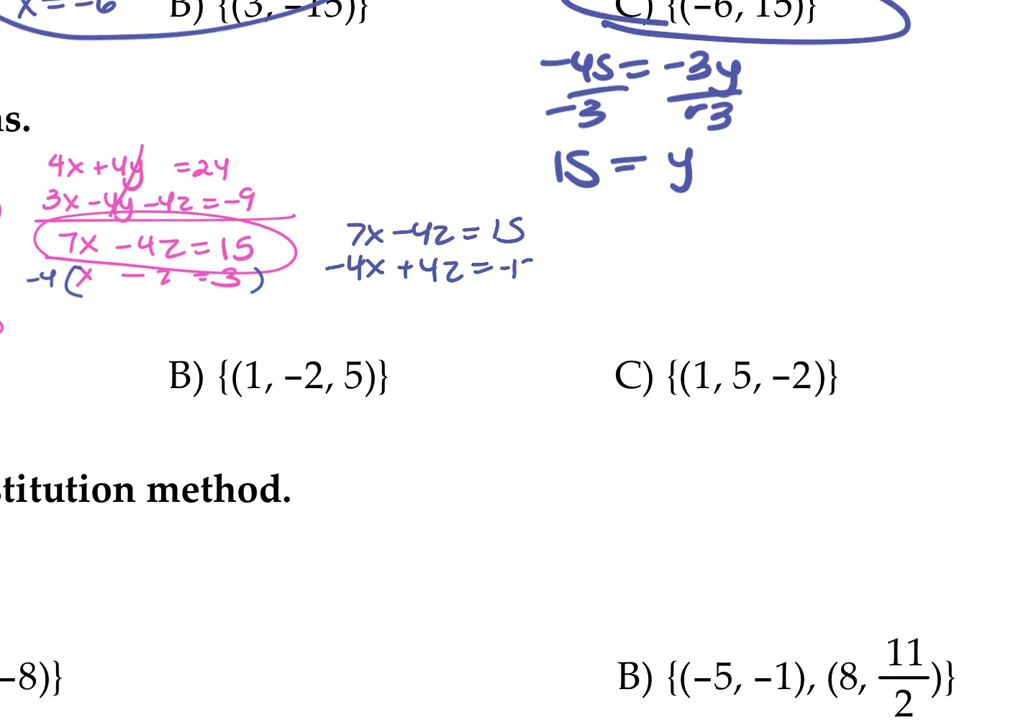 x = -6
B) {(3, −15)}
C) {(−6, 15)}
-45 = -3y
-3 -3
15 = y
s.
4x + 4y = 24
3x - 4y - 4z = -9
7x - 4z = 15
-4(x - z = 3)
7x - 4z = 15
-4x + 4z = -1
B) {(1, −2, 5)}
C) {(1, 5, −2)}
stitution method.
−8)}
B) {(−5, −1), (8, 11/2)}